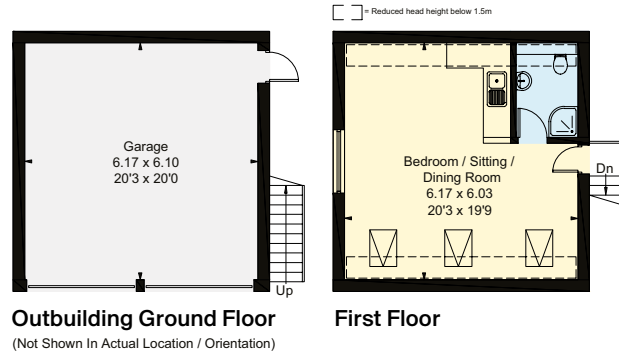 = Reduced head height below 1.5m
Garage
6.17 x 6.10
20'3 x 20'0
Up
Bedroom / Sitting /
Dining Room
6.17 x 6.03
20'3 x 19'9
Dn
Outbuilding Ground Floor
(Not Shown In Actual Location / Orientation)
First Floor